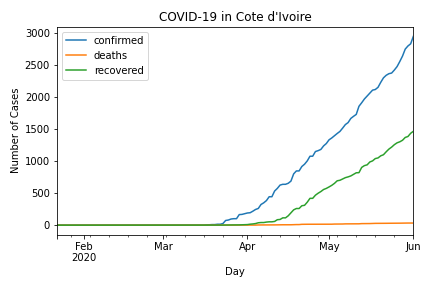 COVID-19 in Cote d'Ivoire
confirmed
deaths
recovered
Number of Cases
3000
2500
2000
1500
1000
500
0
Feb
2020
Mar
Apr
May
Jun
Day